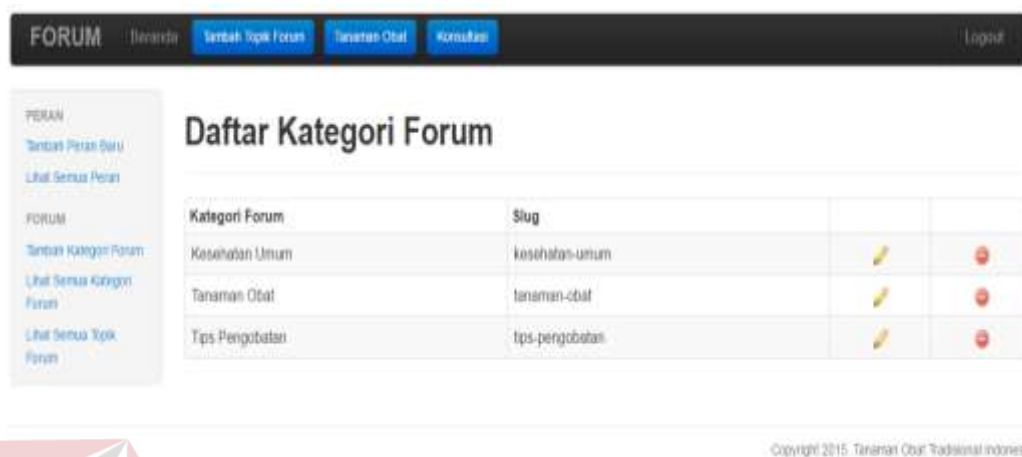 FORUM Beranda Tambah Topik Forum Tanaman Obat Konsultasi Logout
PERAN
Tambah Peran Baru
Lihat Semua Peran
FORUM
Tambah Kategori Forum
Lihat Semua Kategori
Forum
Lihat Semua Topik
Forum
Daftar Kategori Forum
Kategori Forum Slug
Kesehatan Umum kesehatan-umum
Tanaman Obat tanaman-obat
Tips Pengobatan tips-pengobatan
Copyright 2015. Tanaman Obat Tradisional Indones